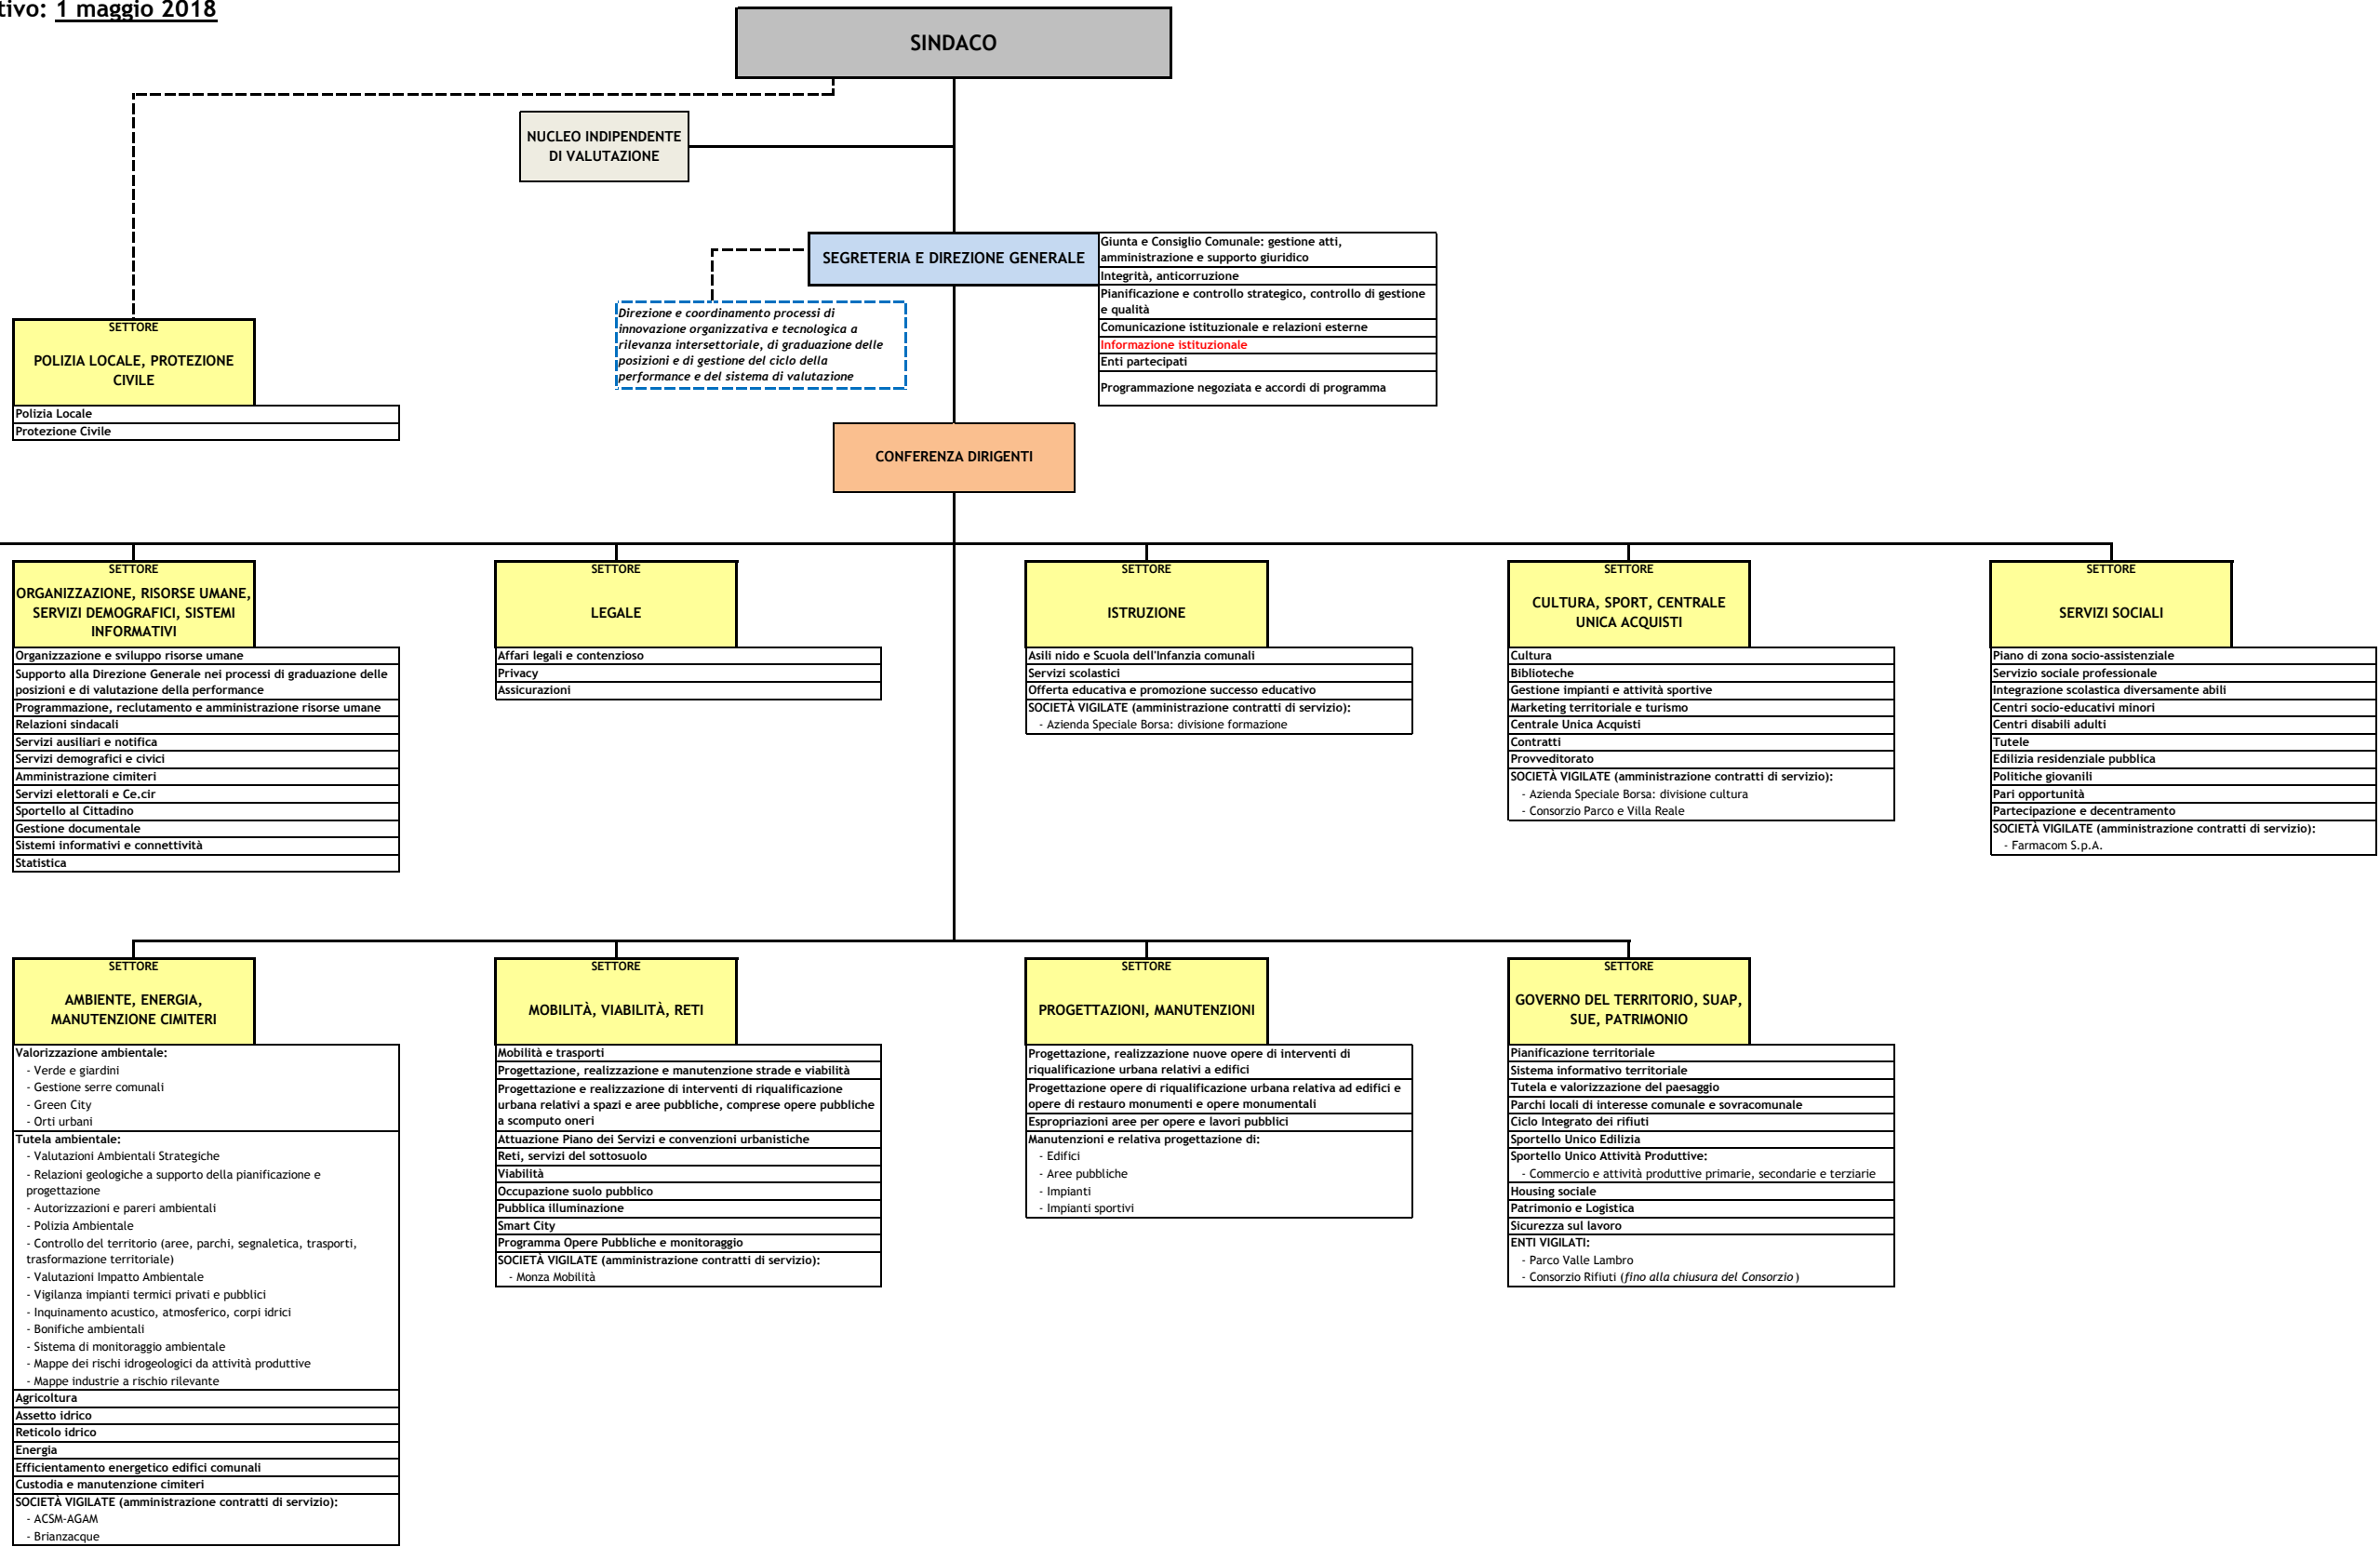 tivo: 1 maggio 2018
SINDACO
NUCLEO INDIPENDENTE
DI VALUTAZIONE
SEGRETERIA E DIREZIONE GENERALE
Giunta e Consiglio Comunale: gestione atti,
amministrazione e supporto giuridico
Integrità, anticorruzione
Pianificazione e controllo strategico, controllo di gestione
e qualità
Comunicazione istituzionale e relazioni esterne
Informazione istituzionale
Enti partecipati
Programmazione negoziata e accordi di programma
Direzione e coordinamento processi di
innovazione organizzativa e tecnologica a
rilevanza intersettoriale, di graduazione delle
posizioni e di gestione del ciclo della
performance e del sistema di valutazione
SETTORE
POLIZIA LOCALE, PROTEZIONE
CIVILE
Polizia Locale
Protezione Civile
CONFERENZA DIRIGENTI
SETTORE
ORGANIZZAZIONE, RISORSE UMANE,
SERVIZI DEMOGRAFICI, SISTEMI
INFORMATIVI
Organizzazione e sviluppo risorse umane
Supporto alla Direzione Generale nei processi di graduazione delle
posizioni e di valutazione della performance
Programmazione, reclutamento e amministrazione risorse umane
Relazioni sindacali
Servizi ausiliari e notifica
Servizi demografici e civici
Amministrazione cimiteri
Servizi elettorali e Ce.cir
Sportello al Cittadino
Gestione documentale
Sistemi informativi e connettività
Statistica
SETTORE
LEGALE
Affari legali e contenzioso
Privacy
Assicurazioni
SETTORE
ISTRUZIONE
Asili nido e Scuola dell'Infanzia comunali
Servizi scolastici
Offerta educativa e promozione successo educativo
SOCIETÀ VIGILATE (amministrazione contratti di servizio):
- Azienda Speciale Borsa: divisione formazione
SETTORE
CULTURA, SPORT, CENTRALE
UNICA ACQUISTI
Cultura
Biblioteche
Gestione impianti e attività sportive
Marketing territoriale e turismo
Centrale Unica Acquisti
Contratti
Provveditorato
SOCIETÀ VIGILATE (amministrazione contratti di servizio):
- Azienda Speciale Borsa: divisione cultura
- Consorzio Parco e Villa Reale
SETTORE
SERVIZI SOCIALI
Piano di zona socio-assistenziale
Servizio sociale professionale
Integrazione scolastica diversamente abili
Centri socio-educativi minori
Centri disabili adulti
Tutele
Edilizia residenziale pubblica
Politiche giovanili
Pari opportunità
Partecipazione e decentramento
SOCIETÀ VIGILATE (amministrazione contratti di servizio):
- Farmacom S.p.A.
SETTORE
AMBIENTE, ENERGIA,
MANUTENZIONE CIMITERI
Valorizzazione ambientale:
- Verde e giardini
- Gestione serre comunali
- Green City
- Orti urbani
Tutela ambientale:
- Valutazioni Ambientali Strategiche
- Relazioni geologiche a supporto della pianificazione e
progettazione
- Autorizzazioni e pareri ambientali
- Polizia Ambientale
- Controllo del territorio (aree, parchi, segnaletica, trasporti,
trasformazione territoriale)
- Valutazioni Impatto Ambientale
- Vigilanza impianti termici privati e pubblici
- Inquinamento acustico, atmosferico, corpi idrici
- Bonifiche ambientali
- Sistema di monitoraggio ambientale
- Mappe dei rischi idrogeologici da attività produttive
- Mappe industrie a rischio rilevante
Agricoltura
Assetto idrico
Reticolo idrico
Energia
Efficientamento energetico edifici comunali
Custodia e manutenzione cimiteri
SOCIETÀ VIGILATE (amministrazione contratti di servizio):
- ACSM-AGAM
- Brianzacque
SETTORE
MOBILITÀ, VIABILITÀ, RETI
Mobilità e trasporti
Progettazione, realizzazione e manutenzione strade e viabilità
Progettazione e realizzazione di interventi di riqualificazione
urbana relativi a spazi e aree pubbliche, comprese opere pubbliche
a scomputo oneri
Attuazione Piano dei Servizi e convenzioni urbanistiche
Reti, servizi del sottosuolo
Viabilità
Occupazione suolo pubblico
Pubblica illuminazione
Smart City
Programma Opere Pubbliche e monitoraggio
SOCIETÀ VIGILATE (amministrazione contratti di servizio):
- Monza Mobilità
SETTORE
PROGETTAZIONI, MANUTENZIONI
Progettazione, realizzazione nuove opere di interventi di
riqualificazione urbana relativi a edifici
Progettazione opere di riqualificazione urbana relativa ad edifici e
opere di restauro monumenti e opere monumentali
Espropriazioni aree per opere e lavori pubblici
Manutenzioni e relativa progettazione di:
- Edifici
- Aree pubbliche
- Impianti
- Impianti sportivi
SETTORE
GOVERNO DEL TERRITORIO, SUAP,
SUE, PATRIMONIO
Pianificazione territoriale
Sistema informativo territoriale
Tutela e valorizzazione del paesaggio
Parchi locali di interesse comunale e sovracomunale
Ciclo Integrato dei rifiuti
Sportello Unico Edilizia
Sportello Unico Attività Produttive:
- Commercio e attività produttive primarie, secondarie e terziarie
Housing sociale
Patrimonio e Logistica
Sicurezza sul lavoro
ENTI VIGILATI:
- Parco Valle Lambro
- Consorzio Rifiuti (fino alla chiusura del Consorzio)